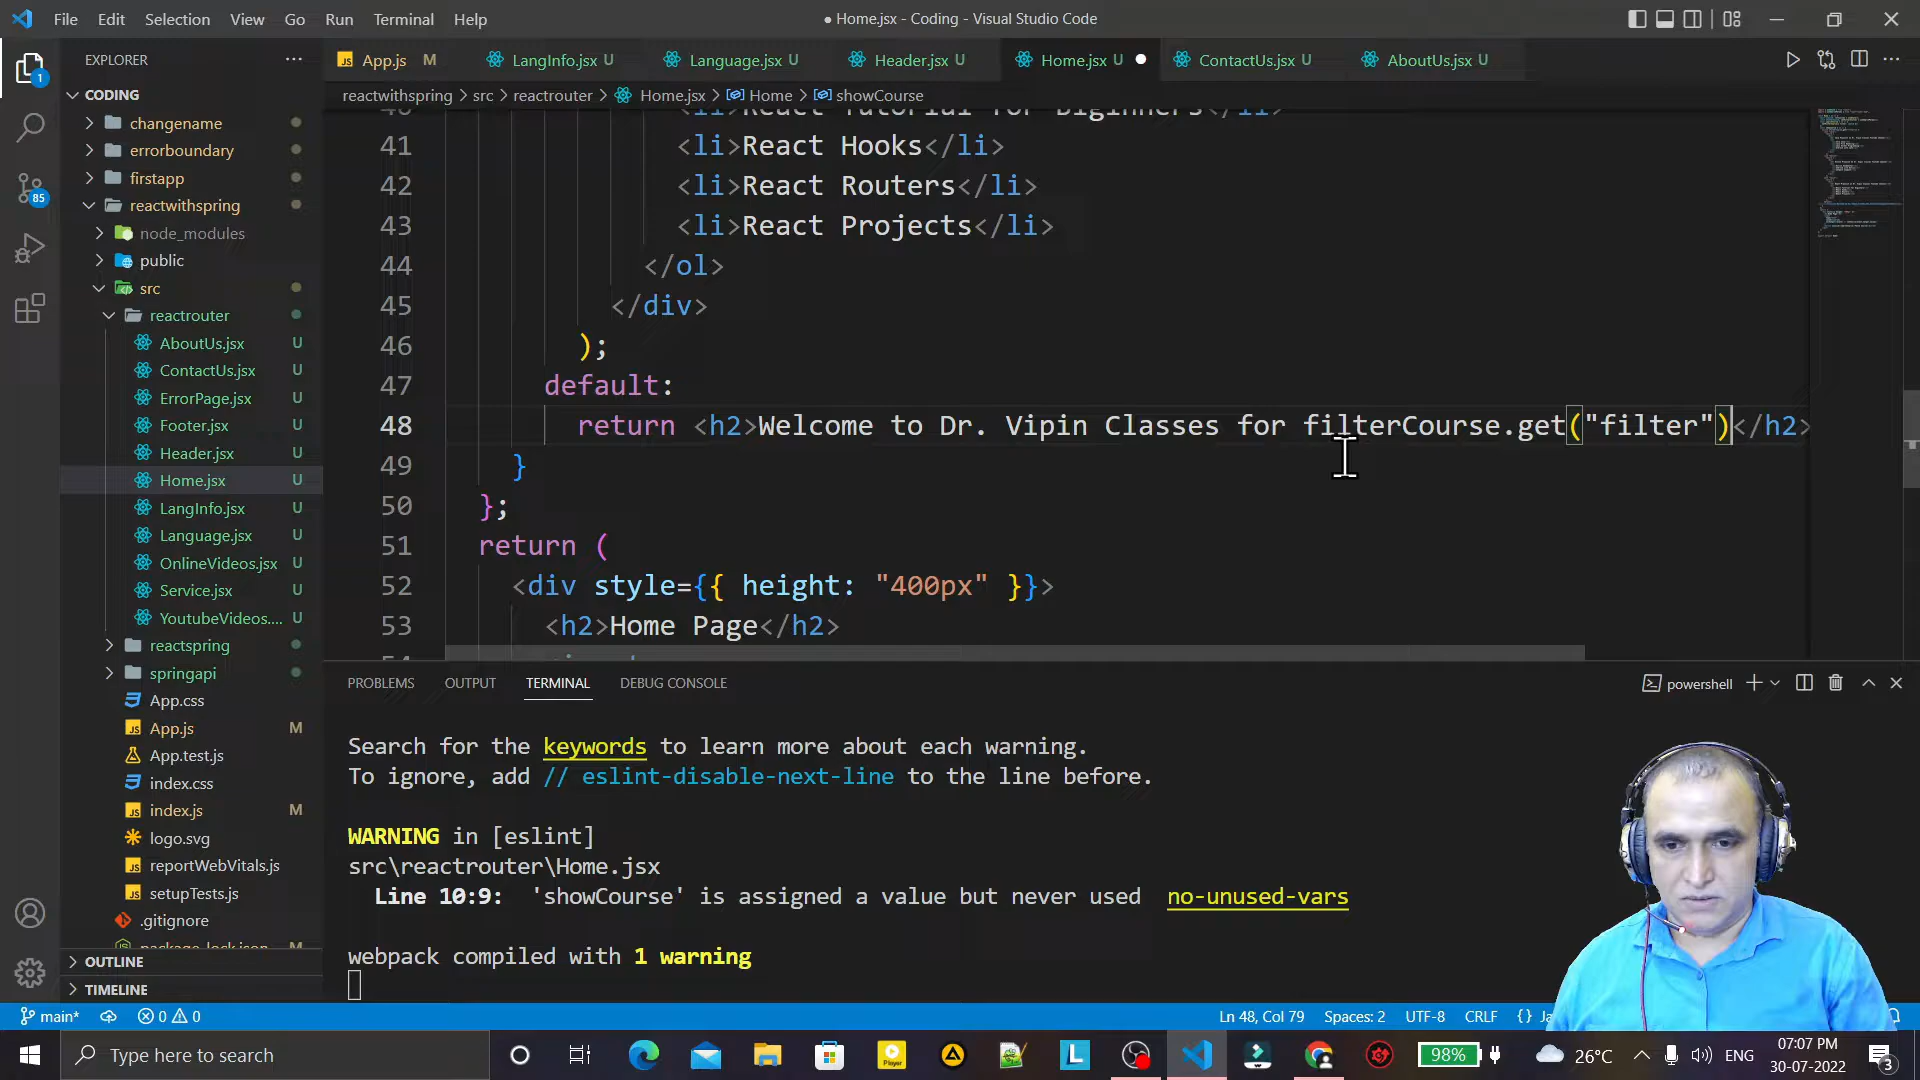 File Edit Selection View Go Run Terminal Help
● Home.jsx - Coding - Visual Studio Code
EXPLORER
App.js M
LangInfo.jsx U
Language.jsx U
Header.jsx U
Home.jsx U
ContactUs.jsx U
AboutUs.jsx U
reactwithspring > src > reactrouter > Home.jsx > Home > showCourse
CODING
changename
errorboundary
firstapp
reactwithspring
node_modules
public
src
reactrouter
AboutUs.jsx U
ContactUs.jsx U
ErrorPage.jsx U
Footer.jsx U
Header.jsx U
Home.jsx U
LangInfo.jsx U
Language.jsx U
OnlineVideos.jsx U
Service.jsx U
YoutubeVideos.... U
reactspring
springapi
App.css
App.js M
App.test.js
index.css
index.js M
logo.svg
reportWebVitals.js
setupTests.js
.gitignore
package-lock.json M
OUTLINE
TIMELINE
1
85
40 <li>React Tutorial for Biginners</li>
41 <li>React Hooks</li>
42 <li>React Routers</li>
43 <li>React Projects</li>
44 </ol>
45 </div>
46 );
47 default:
48 return <h2>Welcome to Dr. Vipin Classes for filterCourse.get("filter")</h2>
49 }
50 };
51 return (
52 <div style={{ height: "400px" }}>
53 <h2>Home Page</h2>
PROBLEMS OUTPUT TERMINAL DEBUG CONSOLE
powershell
Search for the keywords to learn more about each warning.
To ignore, add // eslint-disable-next-line to the line before.
WARNING in [eslint]
src\reactrouter\Home.jsx
Line 10:9: 'showCourse' is assigned a value but never used no-unused-vars
webpack compiled with 1 warning
main* 0 0
Ln 48, Col 79 Spaces: 2 UTF-8 CRLF {} Ja
Type here to search
98% 26°C ENG
07:07 PM
30-07-2022
3